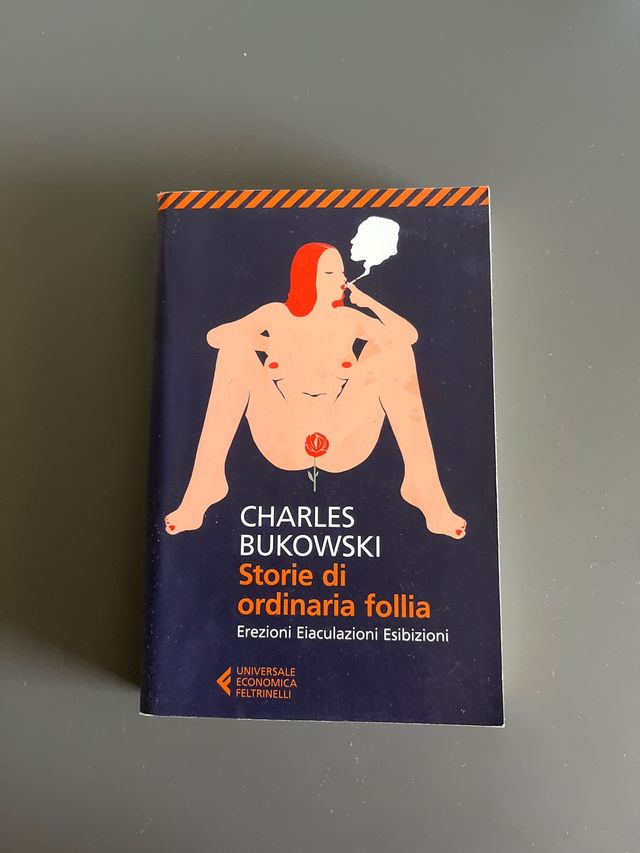 CHARLES
BUKOWSKI
Storie di
ordinaria follia
Erezioni Eiaculazioni Esibizioni
UNIVERSALE
ECONOMICA
FELTRINELLI